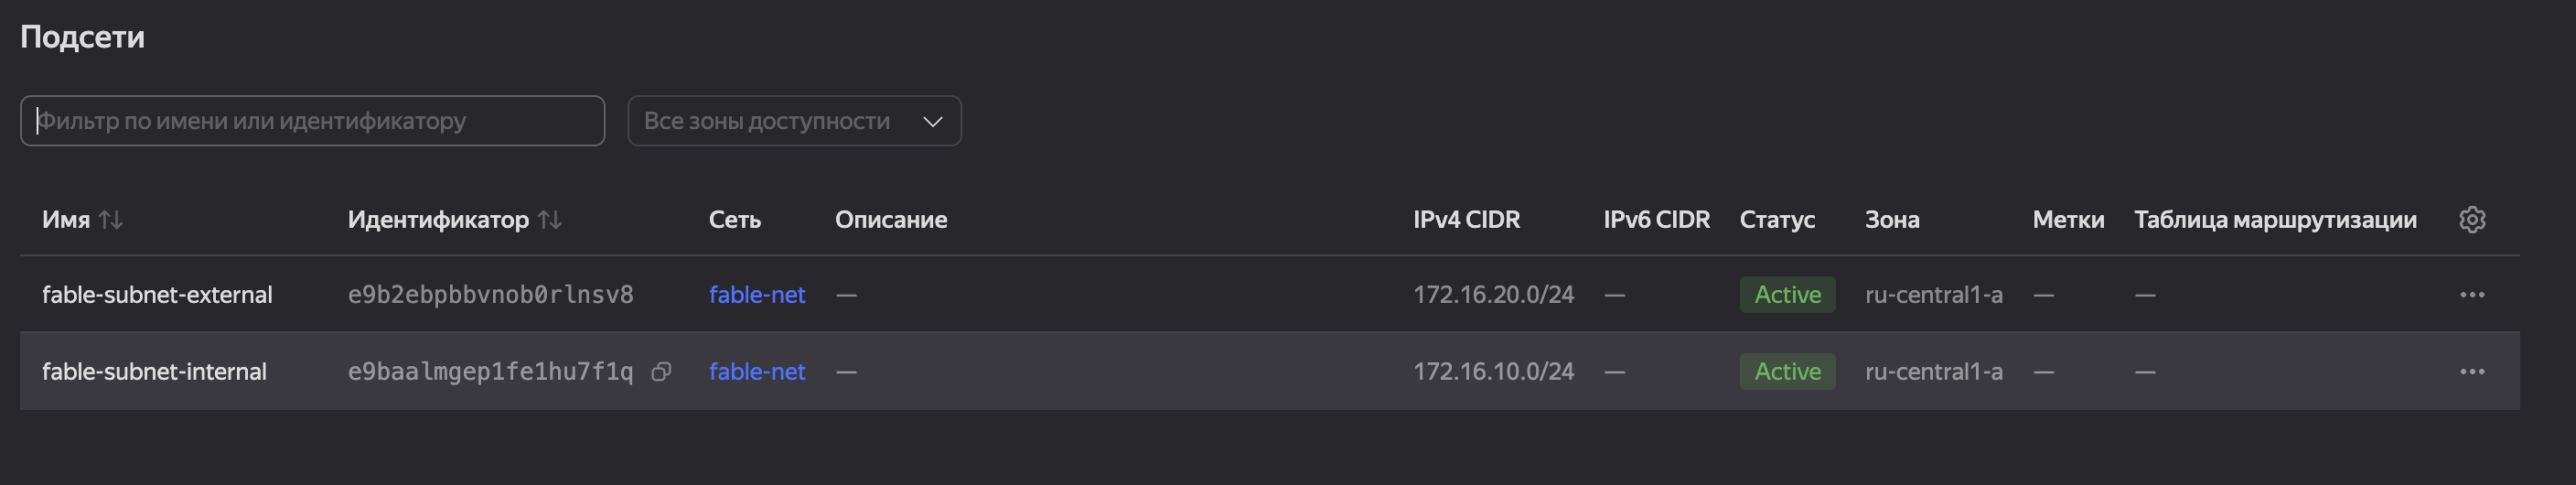 Подсети
Фильтр по имени или идентификатору Все зоны доступности
Имя Идентификатор Сеть Описание IPv4 CIDR IPv6 CIDR Статус Зона Метки Таблица маршрутизации
fable-subnet-external e9b2ebpbbvnob0rlnsv8 fable-net — 172.16.20.0/24 — Active ru-central1-a — —
fable-subnet-internal e9baalmgep1fe1hu7f1q fable-net — 172.16.10.0/24 — Active ru-central1-a — —